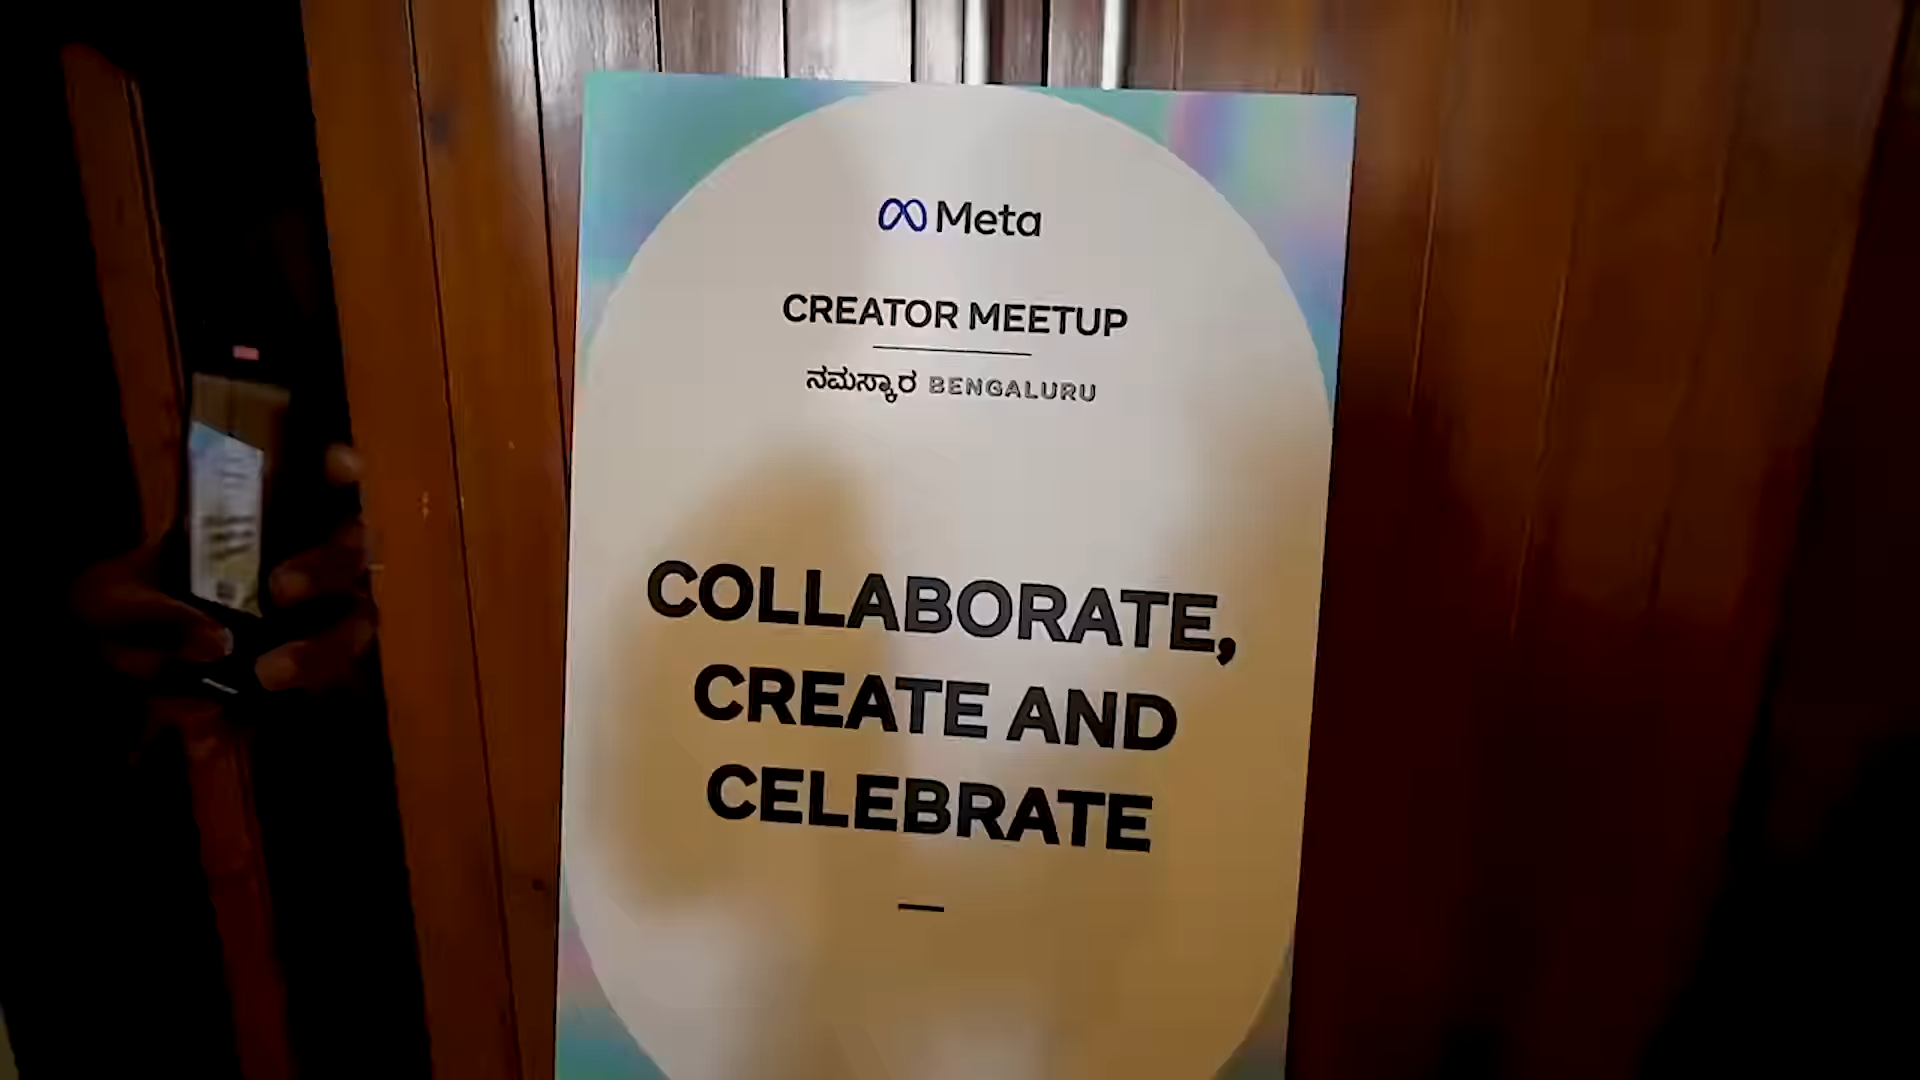 Meta
CREATOR MEETUP
ನಮಸ್ಕಾರ BENGALURU
COLLABORATE,
CREATE AND
CELEBRATE